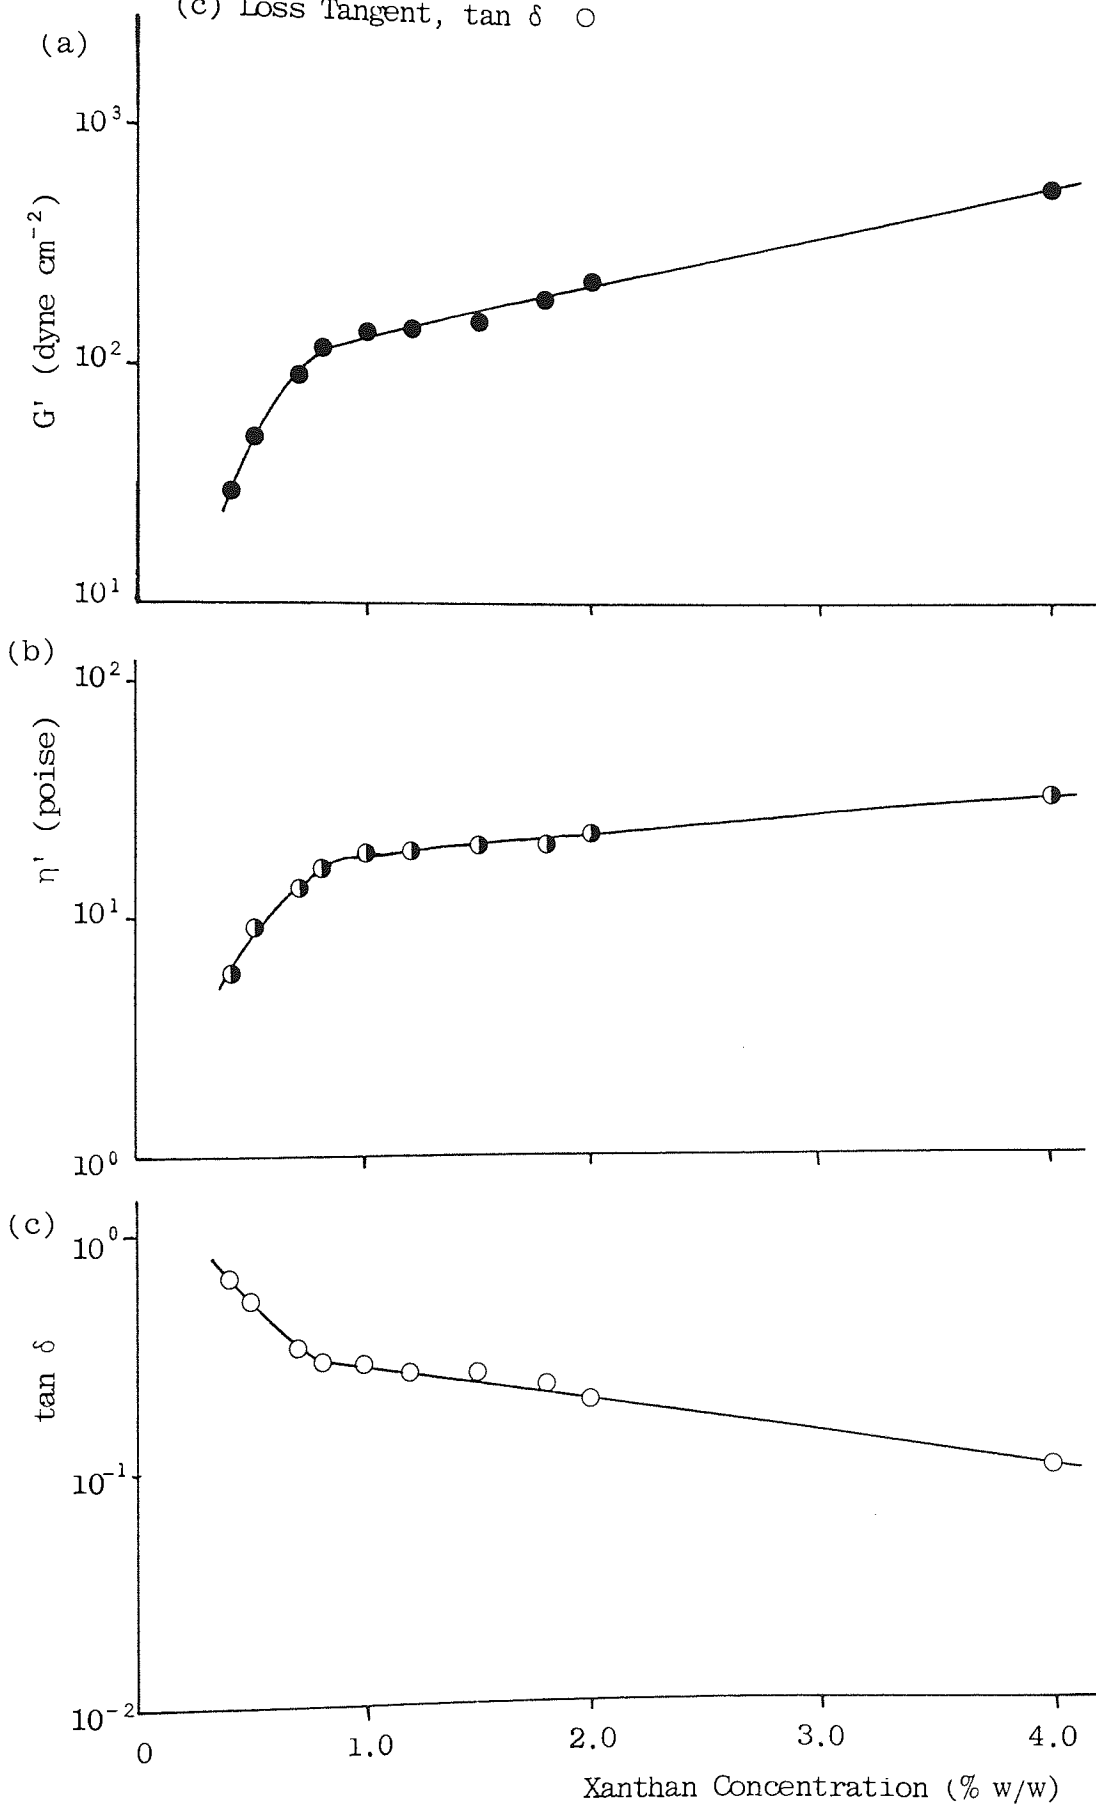 (c) Loss Tangent, tan δ ○
(a)
10³
G' (dyne cm⁻²)
10²
10¹
(b)
10²
η' (poise)
10¹
10⁰
(c)
10⁰
tan δ
10⁻¹
10⁻²
0 1.0 2.0 3.0 4.0
Xanthan Concentration (% w/w)